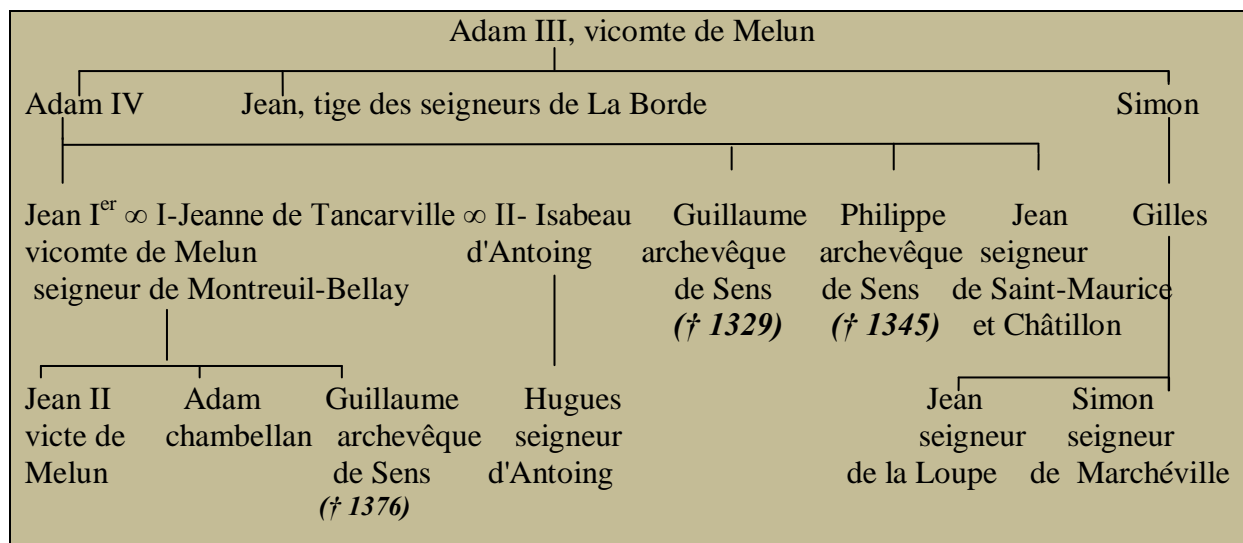 Adam III, vicomte de Melun
Adam IV Jean, tige des seigneurs de La Borde Simon
Jean Ier ∞ I-Jeanne de Tancarville ∞ II- Isabeau Guillaume Philippe Jean Gilles
vicomte de Melun d'Antoing archevêque archevêque seigneur
seigneur de Montreuil-Bellay de Sens de Sens de Saint-Maurice
(† 1329) († 1345) et Châtillon
Jean II Adam Guillaume Hugues Jean Simon
victe de chambellan archevêque seigneur seigneur seigneur
Melun de Sens d'Antoing de la Loupe de Marchéville
(† 1376)